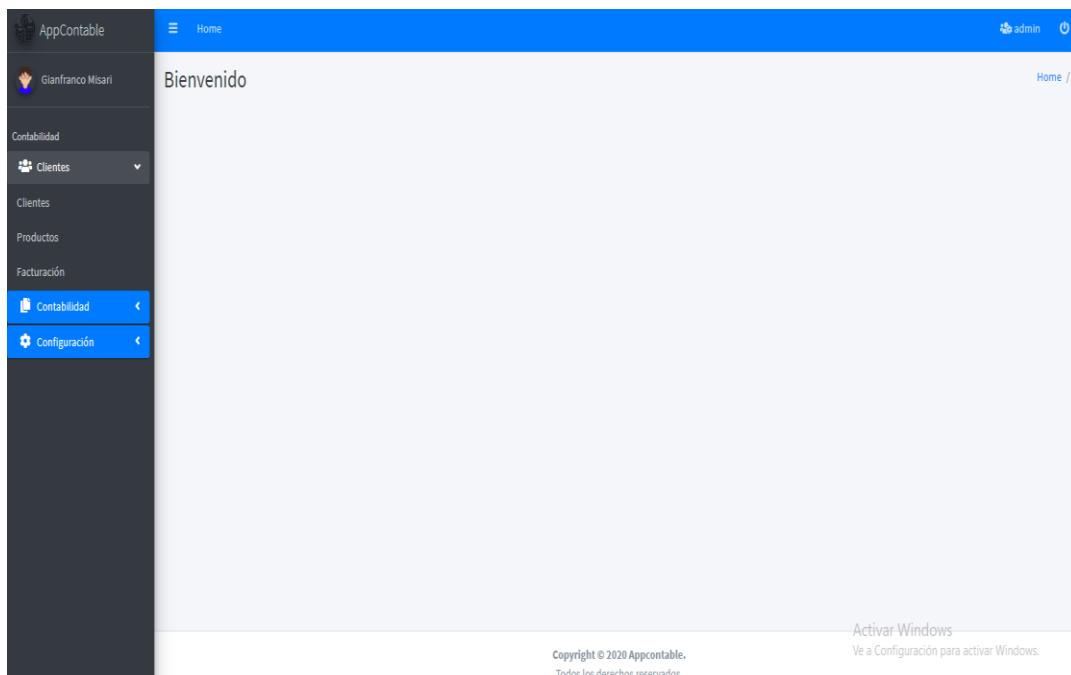 AppContable
Home
admin
Gianfranco Misari
Bienvenido
Home /
Contabilidad
Clientes
Clientes
Productos
Facturación
Contabilidad
Configuración
Activar Windows
Ve a Configuración para activar Windows.
Copyright © 2020 Appcontable.
Todos los derechos reservados